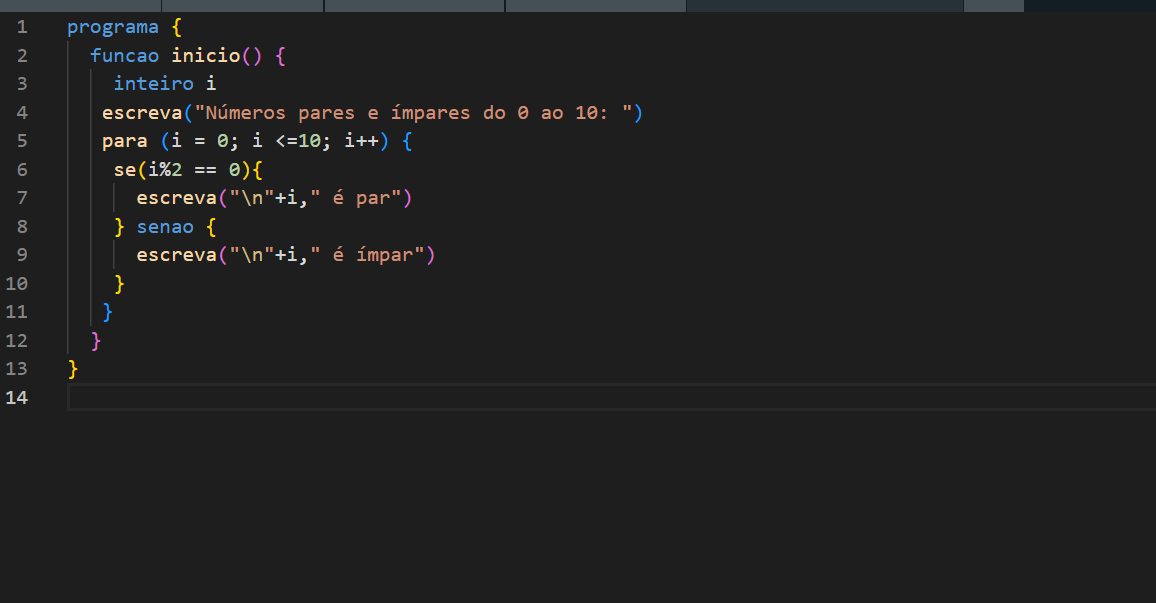 1 programa {
2 funcao inicio() {
3 inteiro i
4 escreva("Números pares e ímpares do 0 ao 10: ")
5 para (i = 0; i <=10; i++) {
6 se(i%2 == 0){
7 escreva("\n"+i," é par")
8 } senao {
9 escreva("\n"+i," é ímpar")
10 }
11 }
12 }
13 }
14